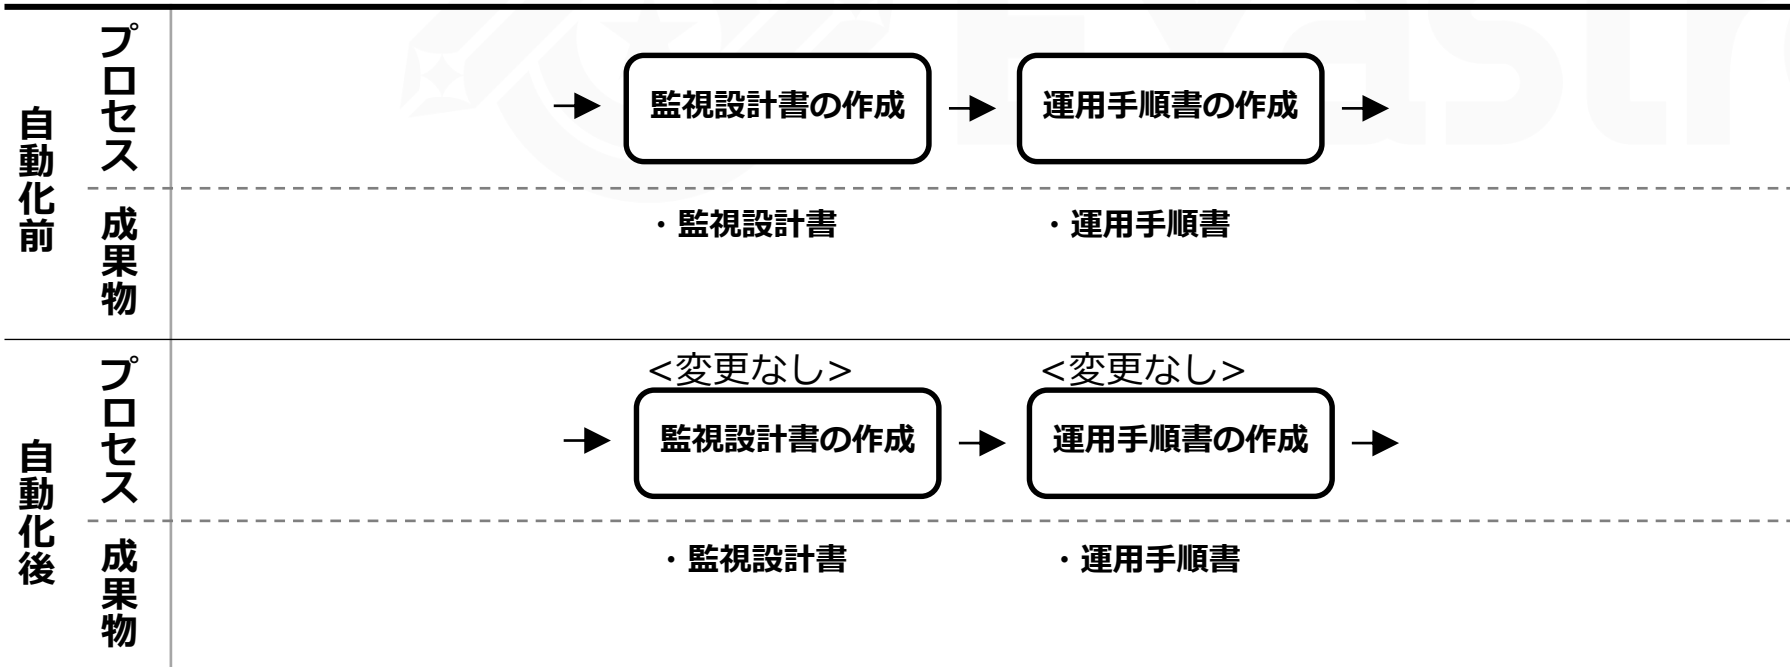 自動化前
プロセス
監視設計書の作成
運用手順書の作成
成果物
・監視設計書
・運用手順書
自動化後
プロセス
<変更なし>
<変更なし>
監視設計書の作成
運用手順書の作成
成果物
・監視設計書
・運用手順書